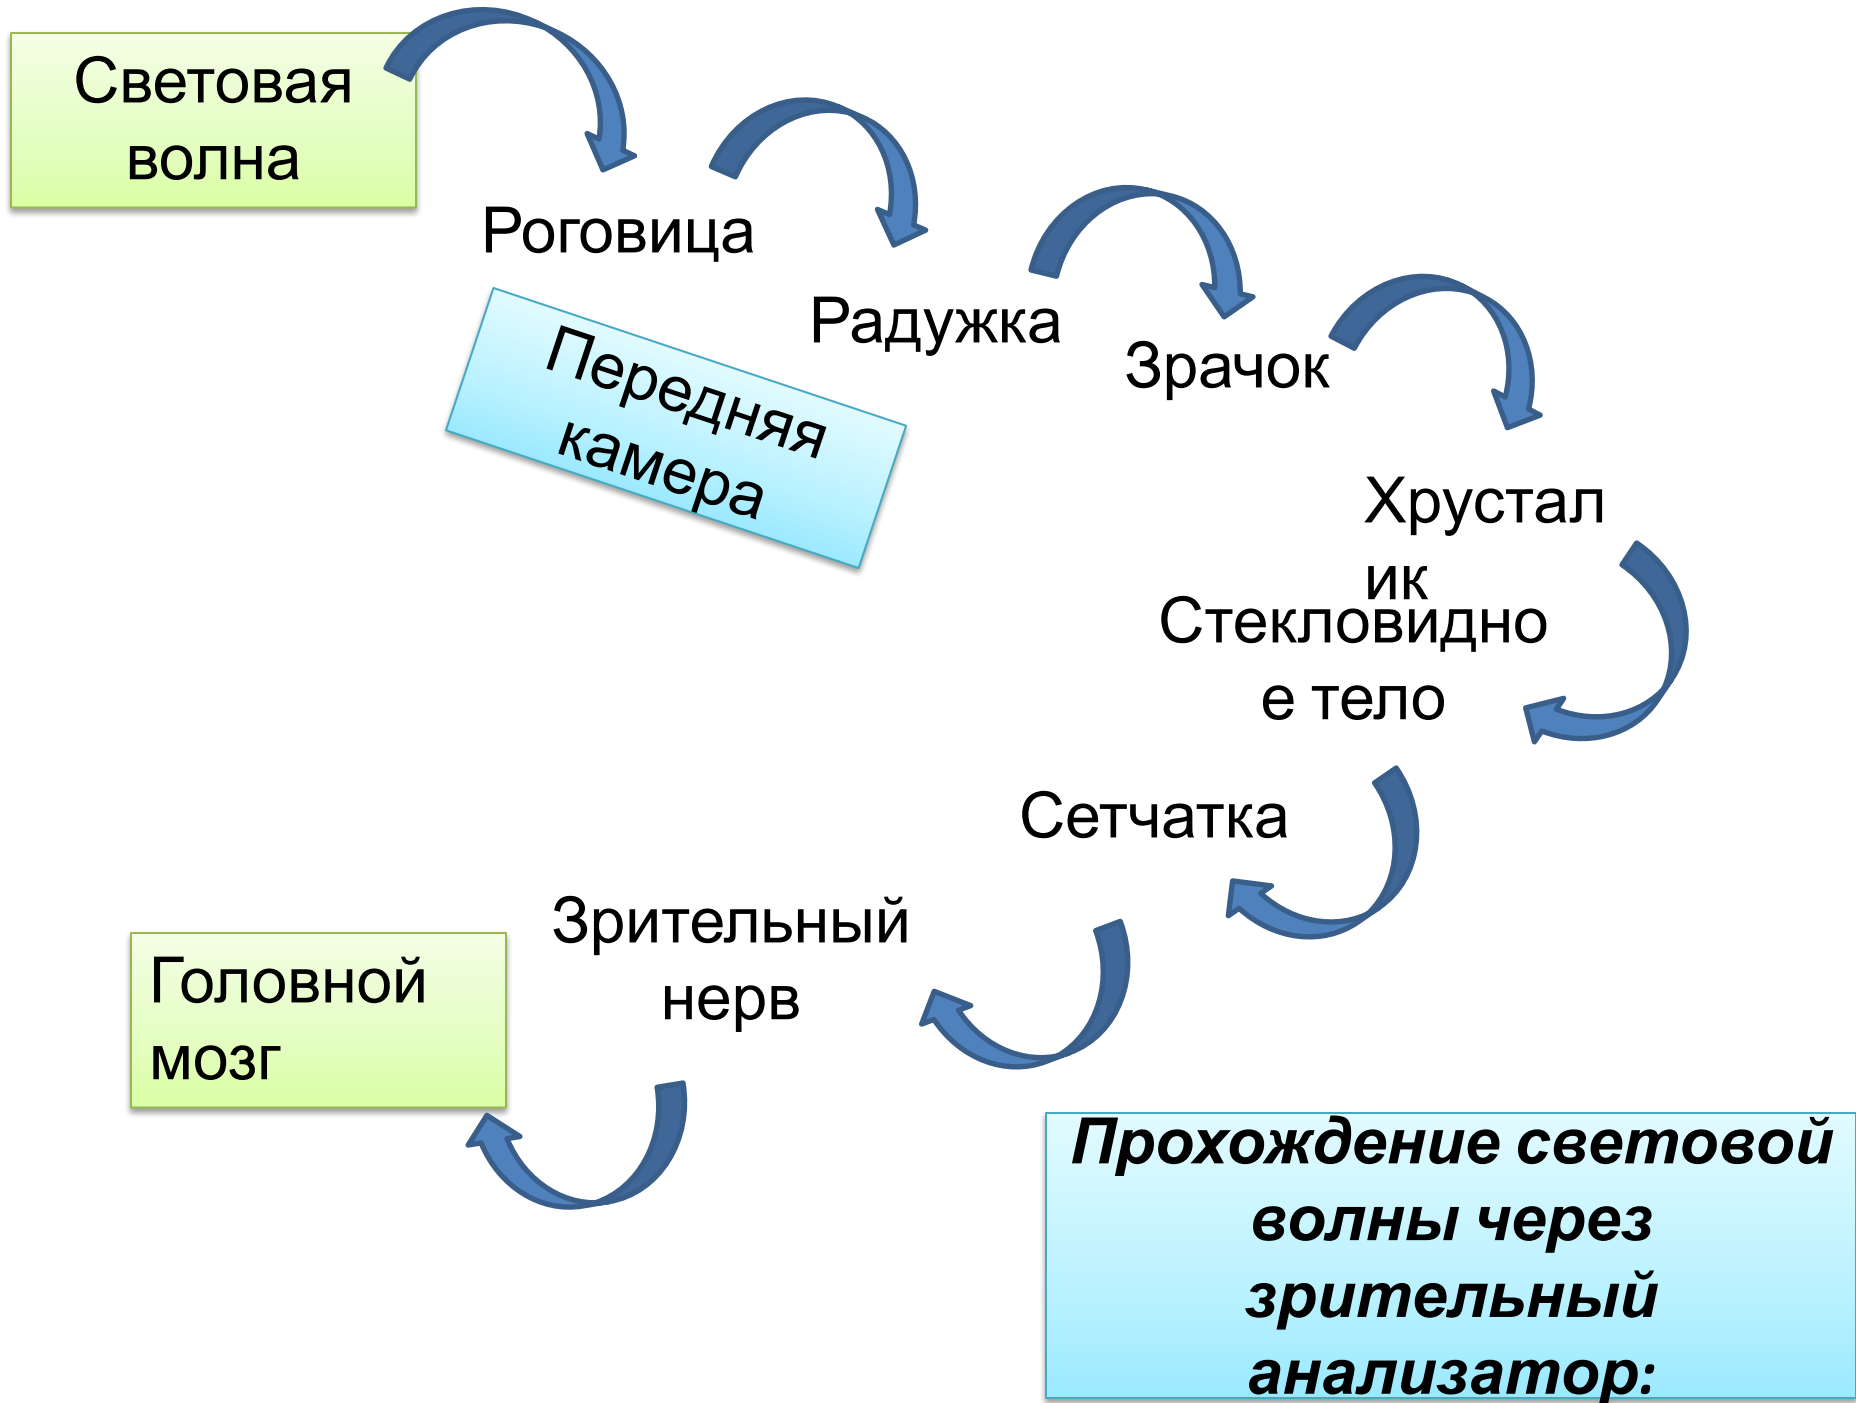 Световая
волна
Роговица
Передняя
камера
Радужка
Зрачок
Хрустал
ик
Стекловидно
е тело
Сетчатка
Зрительный
нерв
Головной
мозг
Прохождение световой
волны через
зрительный
анализатор: